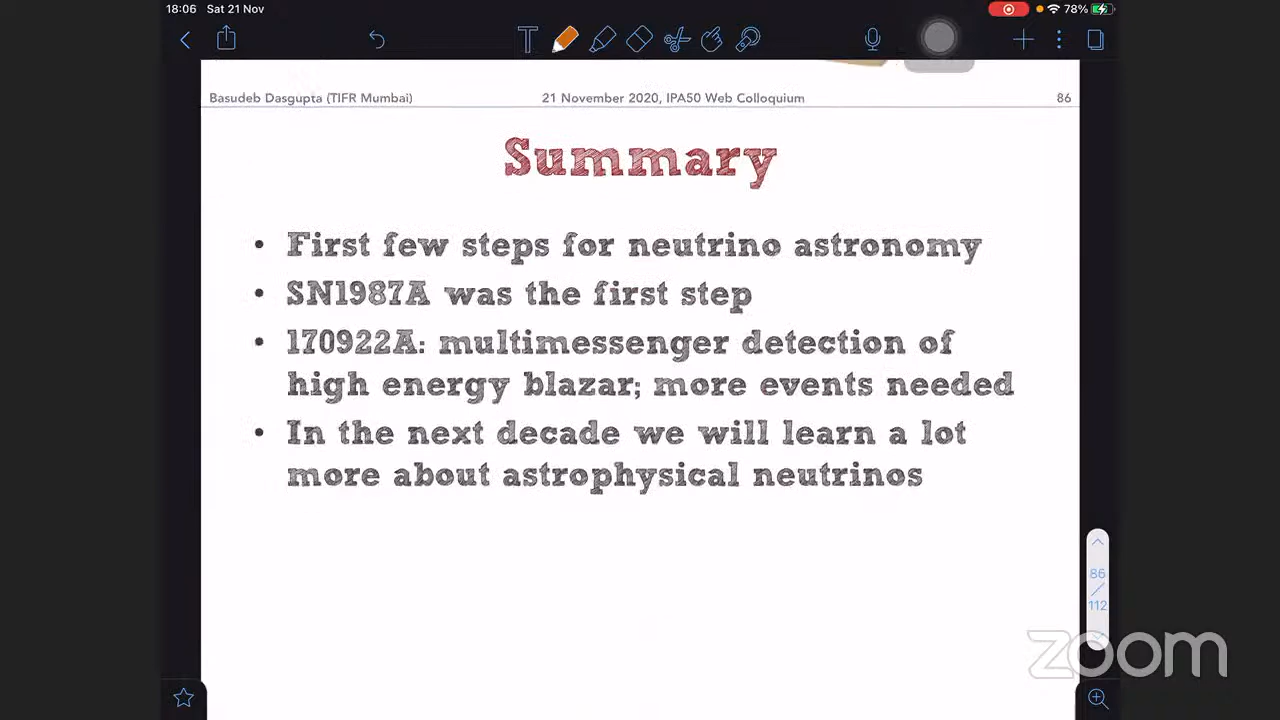 18:06 Sat 21 Nov 78%
Basudeb Dasgupta (TIFR Mumbai) 21 November 2020, IPA50 Web Colloquium 86
Summary
• First few steps for neutrino astronomy
• SN1987A was the first step
• 170922A: multimessenger detection of
high energy blazar; more events needed
• In the next decade we will learn a lot
more about astrophysical neutrinos
86
/
112
zoom